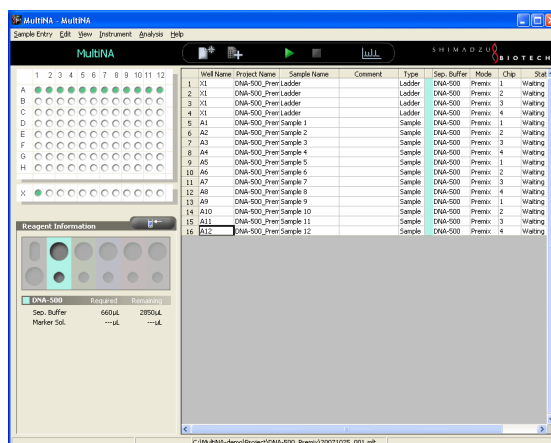 MultiNA - MultiNA
Sample Entry Edit View Instrument Analysis Help
MultiNA
SHIMADZU
BIOTECH
1 2 3 4 5 6 7 8 9 10 11 12
A
B
C
D
E
F
G
H
X
Reagent Information
DNA-500 Required Remaining
Sep. Buffer 660µL 2850µL
Marker Sol. ---µL ---µL
Well Name Project Name Sample Name Comment Type Sep. Buffer Mode Chip Stat
1 X1 DNA-500_Prem Ladder Ladder DNA-500 Premix 1 Waiting
2 X1 DNA-500_Prem Ladder Ladder DNA-500 Premix 2 Waiting
3 X1 DNA-500_Prem Ladder Ladder DNA-500 Premix 3 Waiting
4 X1 DNA-500_Prem Ladder Ladder DNA-500 Premix 4 Waiting
5 A1 DNA-500_Prem Sample 1 Sample DNA-500 Premix 1 Waiting
6 A2 DNA-500_Prem Sample 2 Sample DNA-500 Premix 2 Waiting
7 A3 DNA-500_Prem Sample 3 Sample DNA-500 Premix 3 Waiting
8 A4 DNA-500_Prem Sample 4 Sample DNA-500 Premix 4 Waiting
9 A5 DNA-500_Prem Sample 5 Sample DNA-500 Premix 1 Waiting
10 A6 DNA-500_Prem Sample 6 Sample DNA-500 Premix 2 Waiting
11 A7 DNA-500_Prem Sample 7 Sample DNA-500 Premix 3 Waiting
12 A8 DNA-500_Prem Sample 8 Sample DNA-500 Premix 4 Waiting
13 A9 DNA-500_Prem Sample 9 Sample DNA-500 Premix 1 Waiting
14 A10 DNA-500_Prem Sample 10 Sample DNA-500 Premix 2 Waiting
15 A11 DNA-500_Prem Sample 11 Sample DNA-500 Premix 3 Waiting
16 A12 DNA-500_Prem Sample 12 Sample DNA-500 Premix 4 Waiting
C:\MultiNA-demo\Project\DNA-500_Premix\20071025_001.mlt